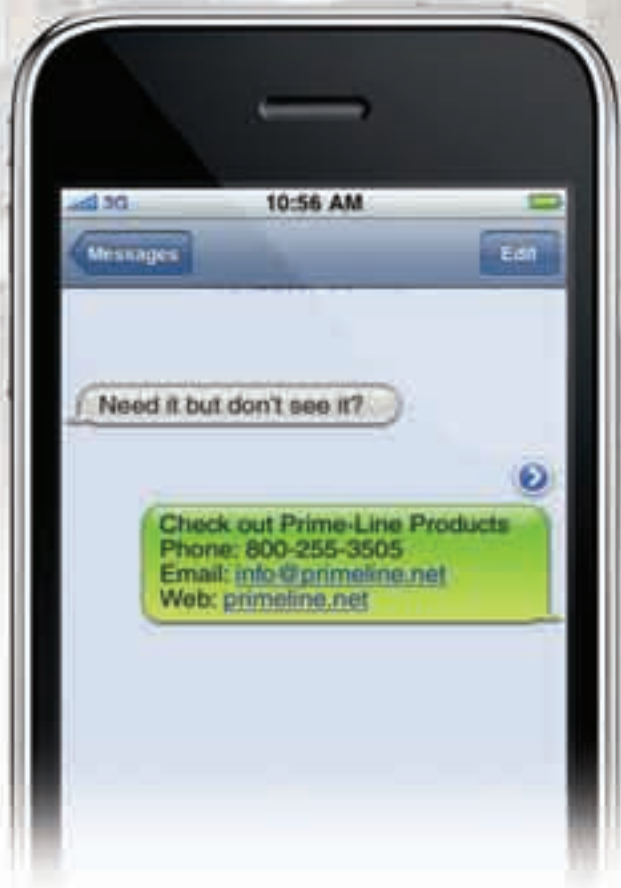 3G 10:56 AM
Messages Edit
Need it but don't see it?
Check out Prime-Line Products
Phone: 800-255-3505
Email: info@primeline.net
Web: primeline.net